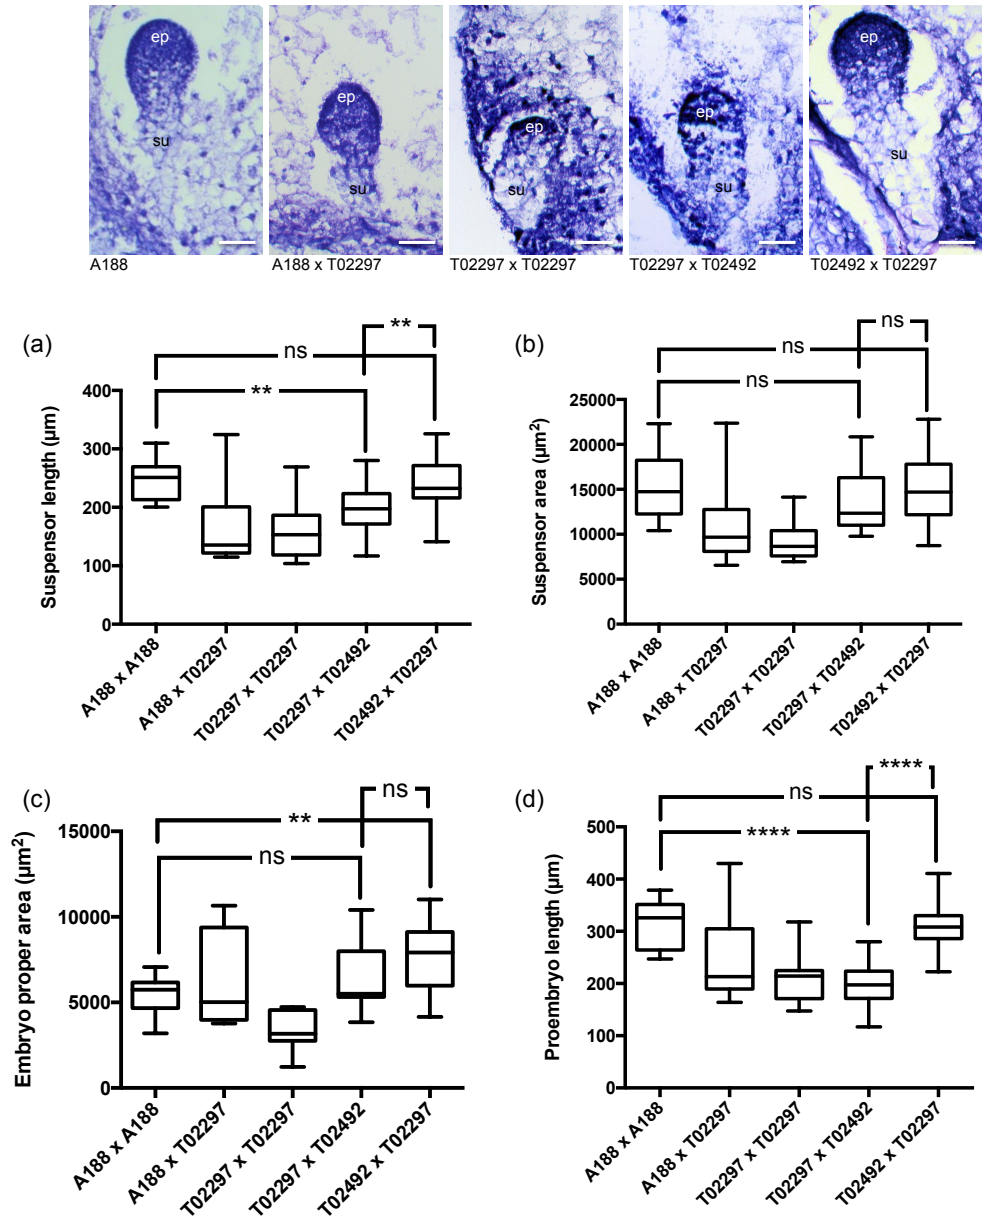 ep ep ep ep ep
su su su su su
A188 A188 x T02297 T02297 x T02297 T02297 x T02492 T02492 x T02297
(a)
**
ns
**
Suspensor length (µm)
400
300
200
100
0
A188 x A188
A188 x T02297
T02297 x T02297
T02297 x T02492
T02492 x T02297
(b)
ns
ns
ns
Suspensor area (µm²)
25000
20000
15000
10000
5000
0
A188 x A188
A188 x T02297
T02297 x T02297
T02297 x T02492
T02492 x T02297
(c)
ns
**
ns
Embryo proper area (µm²)
15000
10000
5000
0
A188 x A188
A188 x T02297
T02297 x T02297
T02297 x T02492
T02492 x T02297
(d)
****
ns
****
Proembryo length (µm)
500
400
300
200
100
0
A188 x A188
A188 x T02297
T02297 x T02297
T02297 x T02492
T02492 x T02297